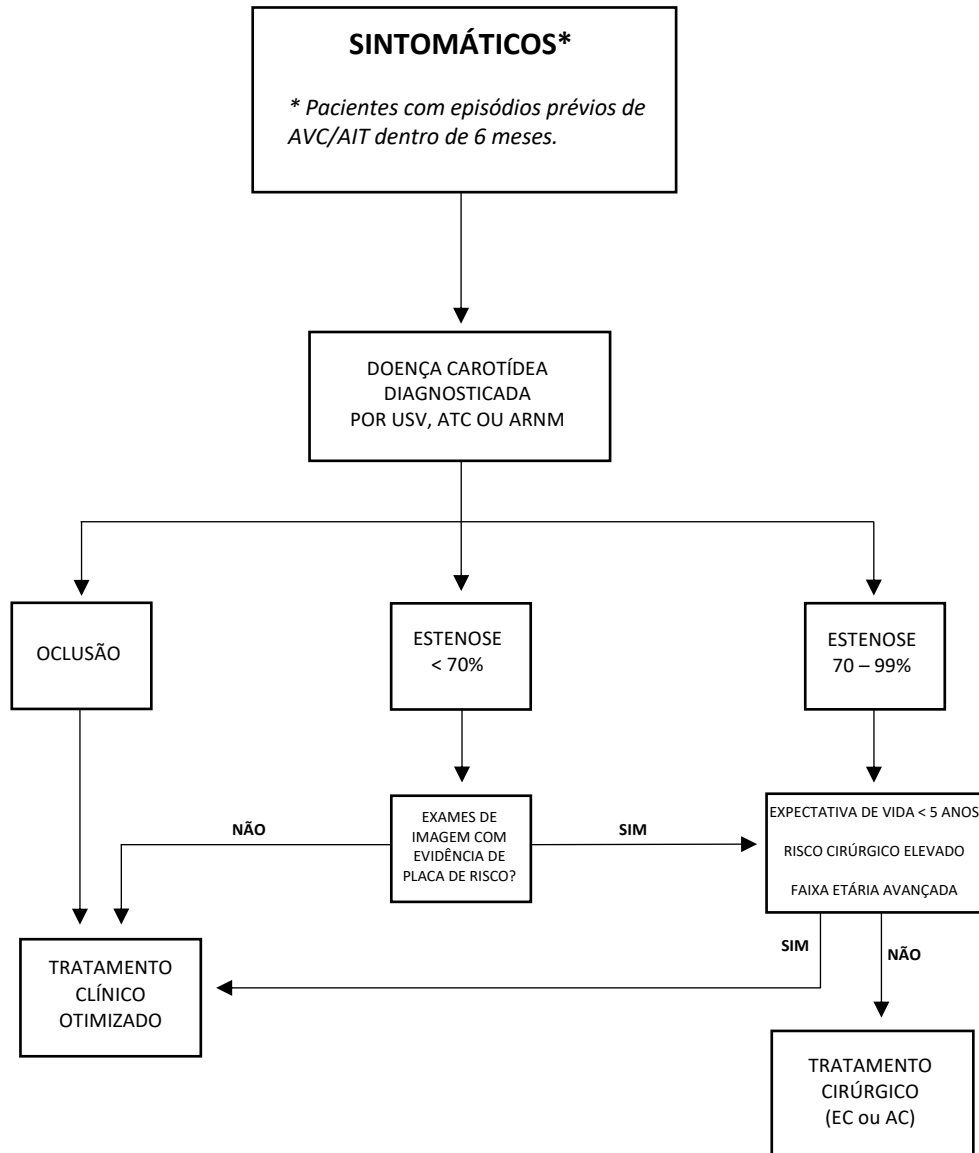 SINTOMÁTICOS*
* Pacientes com episódios prévios de
AVC/AIT dentro de 6 meses.
DOENÇA CAROTÍDEA
DIAGNOSTICADA
POR USV, ATC OU ARNM
OCLUSÃO
ESTENOSE
< 70%
ESTENOSE
70 – 99%
NÃO
EXAMES DE
IMAGEM COM
EVIDÊNCIA DE
PLACA DE RISCO?
SIM
EXPECTATIVA DE VIDA < 5 ANOS
RISCO CIRÚRGICO ELEVADO
FAIXA ETÁRIA AVANÇADA
SIM
NÃO
TRATAMENTO
CLÍNICO
OTIMIZADO
TRATAMENTO
CIRÚRGICO
(EC ou AC)